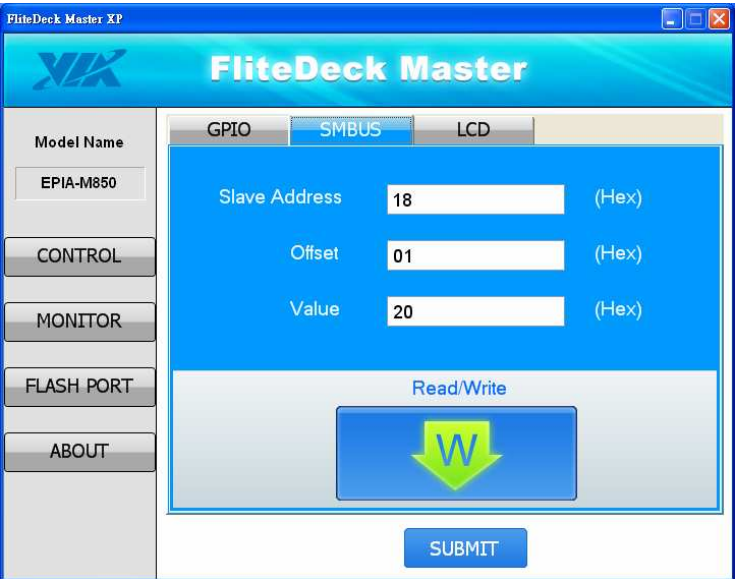 FliteDeck Master XP
VIA
FliteDeck Master
Model Name
EPIA-M850
CONTROL
MONITOR
FLASH PORT
ABOUT
GPIO SMBUS LCD
Slave Address 18 (Hex)
Offset 01 (Hex)
Value 20 (Hex)
Read/Write
W
SUBMIT